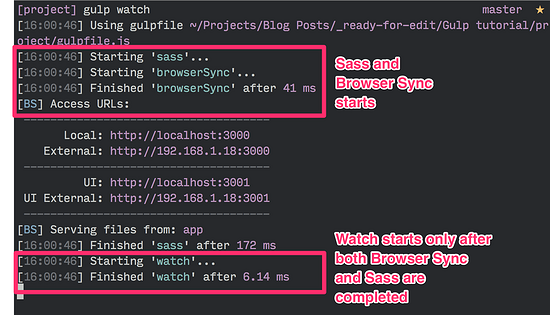 [project] gulp watch master ★
[16:00:46] Using gulpfile ~/Projects/Blog Posts/_ready-for-edit/Gulp tutorial/pr
oject/gulpfile.js
[16:00:46] Starting 'sass'...
[16:00:46] Starting 'browserSync'...
[16:00:46] Finished 'browserSync' after 41 ms
[BS] Access URLs:
Sass and
Browser Sync
starts
--------------------------------------
Local: http://localhost:3000
External: http://192.168.1.18:3000
--------------------------------------
UI: http://localhost:3001
UI External: http://192.168.1.18:3001
--------------------------------------
[BS] Serving files from: app
[16:00:46] Finished 'sass' after 172 ms
[16:00:46] Starting 'watch'...
[16:00:46] Finished 'watch' after 6.14 ms
Watch starts only after
both Browser Sync
and Sass are
completed